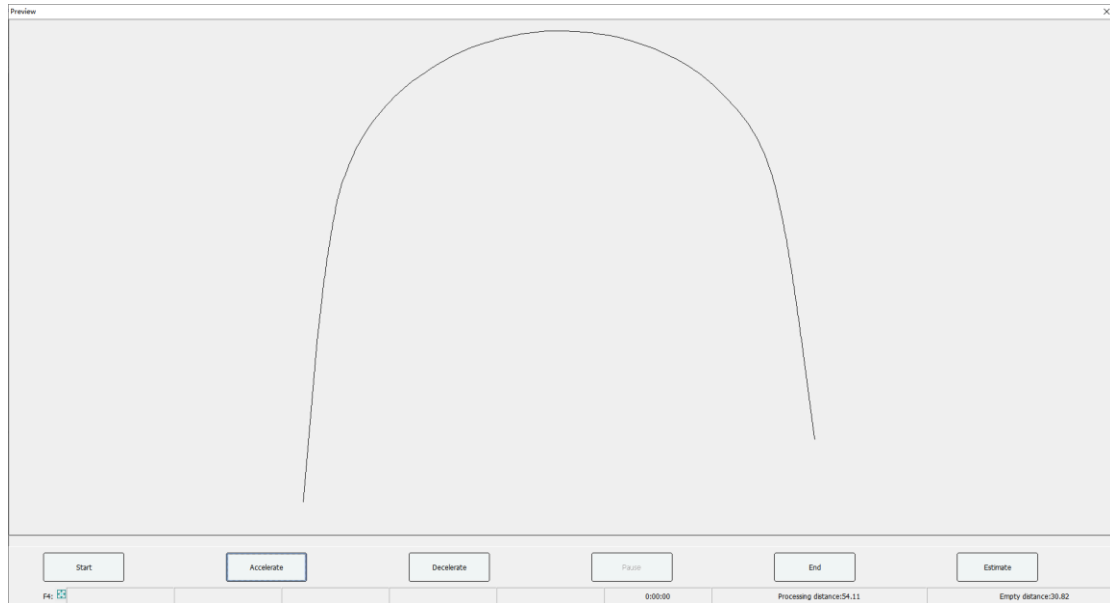 Preview
Start Accelerate Decelerate Pause End Estimate
F4: 0:00:00 Processing distance:54.11 Empty distance:30.82